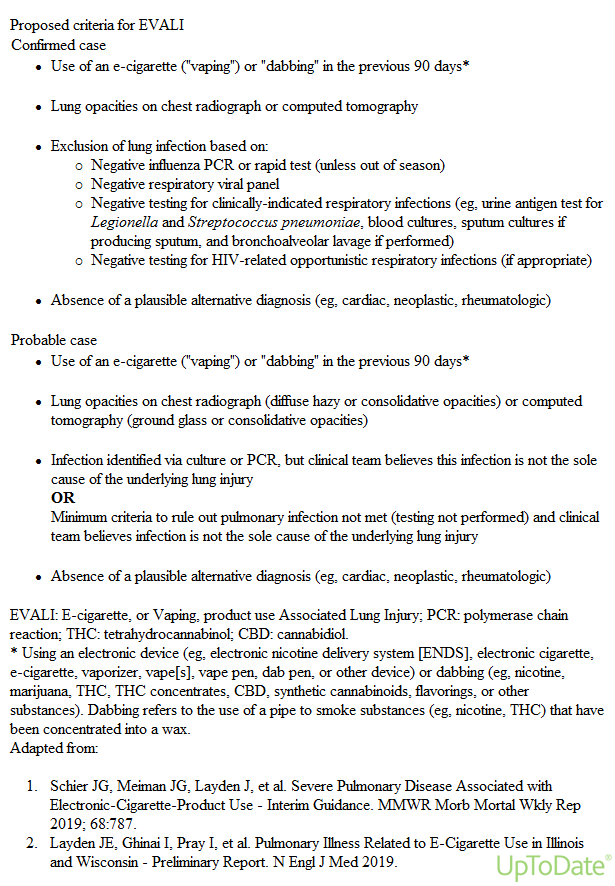 Proposed criteria for EVALI
Confirmed case
• Use of an e-cigarette ("vaping") or "dabbing" in the previous 90 days*
• Lung opacities on chest radiograph or computed tomography
• Exclusion of lung infection based on:
o Negative influenza PCR or rapid test (unless out of season)
o Negative respiratory viral panel
o Negative testing for clinically-indicated respiratory infections (eg, urine antigen test for
Legionella and Streptococcus pneumoniae, blood cultures, sputum cultures if
producing sputum, and bronchoalveolar lavage if performed)
o Negative testing for HIV-related opportunistic respiratory infections (if appropriate)
• Absence of a plausible alternative diagnosis (eg, cardiac, neoplastic, rheumatologic)
Probable case
• Use of an e-cigarette ("vaping") or "dabbing" in the previous 90 days*
• Lung opacities on chest radiograph (diffuse hazy or consolidative opacities) or computed
tomography (ground glass or consolidative opacities)
• Infection identified via culture or PCR, but clinical team believes this infection is not the sole
cause of the underlying lung injury
OR
Minimum criteria to rule out pulmonary infection not met (testing not performed) and clinical
team believes infection is not the sole cause of the underlying lung injury
• Absence of a plausible alternative diagnosis (eg, cardiac, neoplastic, rheumatologic)
EVALI: E-cigarette, or Vaping, product use Associated Lung Injury; PCR: polymerase chain
reaction; THC: tetrahydrocannabinol; CBD: cannabidiol.
* Using an electronic device (eg, electronic nicotine delivery system [ENDS], electronic cigarette,
e-cigarette, vaporizer, vape[s], vape pen, dab pen, or other device) or dabbing (eg, nicotine,
marijuana, THC, THC concentrates, CBD, synthetic cannabinoids, flavorings, or other
substances). Dabbing refers to the use of a pipe to smoke substances (eg, nicotine, THC) that have
been concentrated into a wax.
Adapted from:
1. Schier JG, Meiman JG, Layden J, et al. Severe Pulmonary Disease Associated with
Electronic-Cigarette-Product Use - Interim Guidance. MMWR Morb Mortal Wkly Rep
2019; 68:787.
2. Layden JE, Ghinai I, Pray I, et al. Pulmonary Illness Related to E-Cigarette Use in Illinois
and Wisconsin - Preliminary Report. N Engl J Med 2019.
UpToDate®